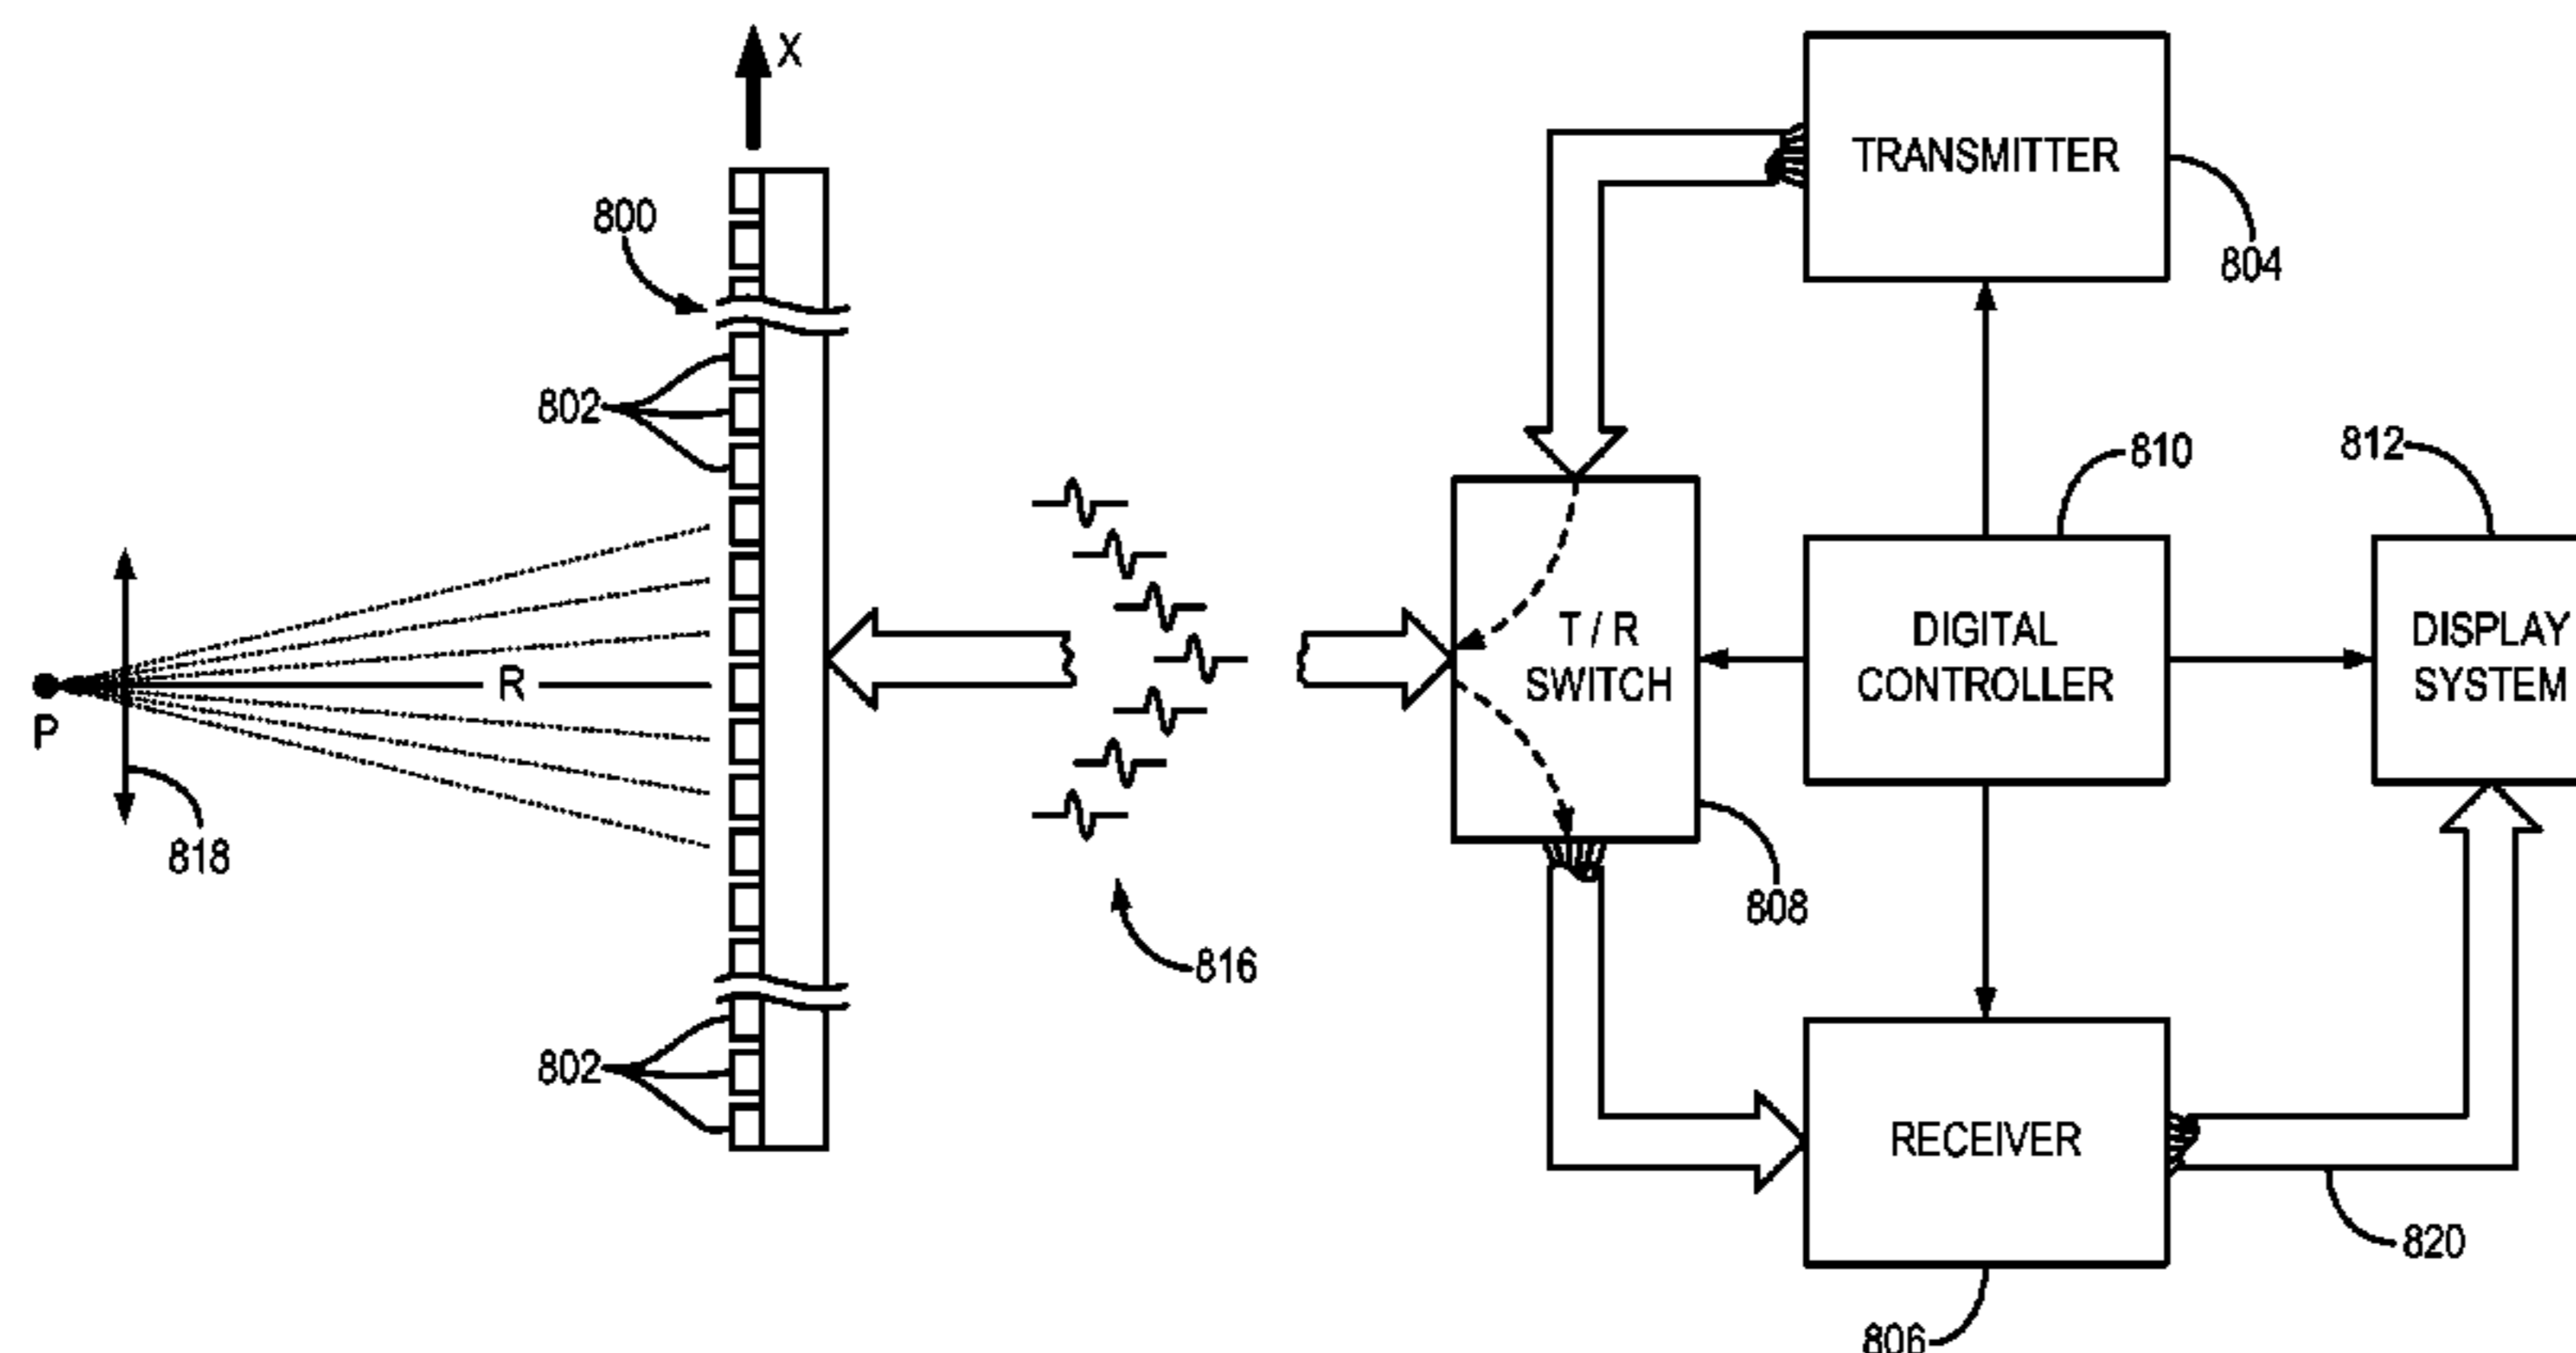 X
TRANSMITTER
800
804
802
810
812
T / R
SWITCH
DIGITAL
CONTROLLER
DISPLAY
SYSTEM
R
P
818
808
816
802
RECEIVER
820
806